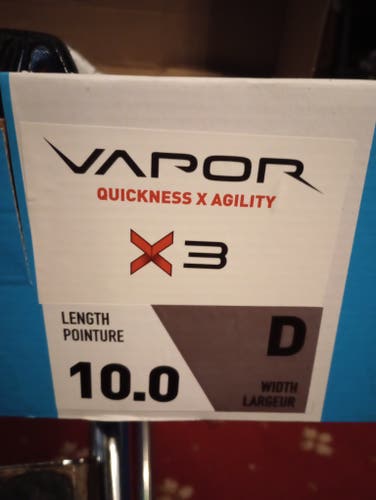 VAPOR
QUICKNESS X AGILITY
X3
LENGTH
POINTURE
10.0
D
WIDTH
LARGEUR